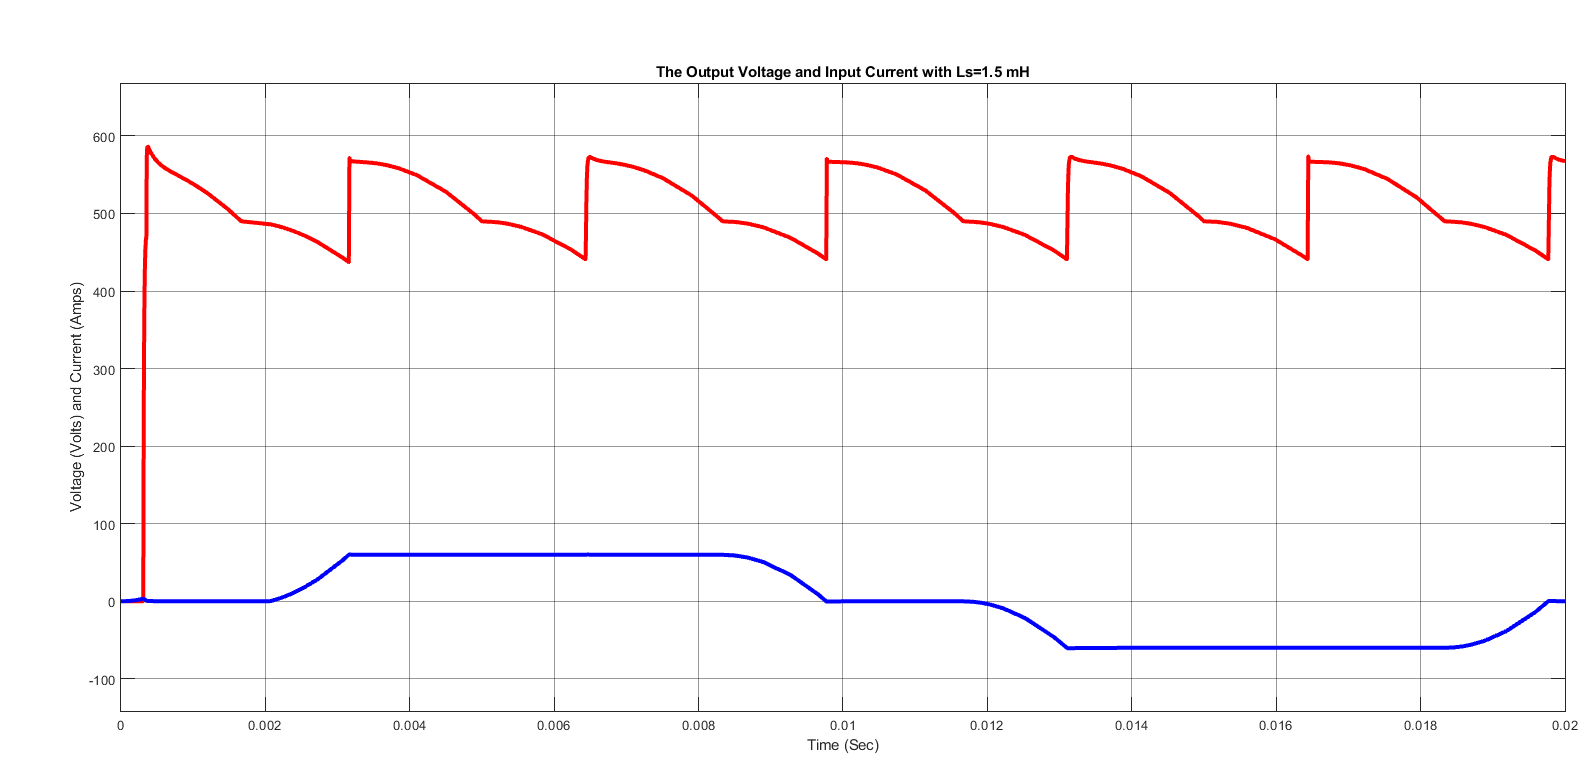 The Output Voltage and Input Current with Ls=1.5 mH
Voltage (Volts) and Current (Amps)
600
500
400
300
200
100
0
-100
0 0.002 0.004 0.006 0.008 0.01 0.012 0.014 0.016 0.018 0.02
Time (Sec)